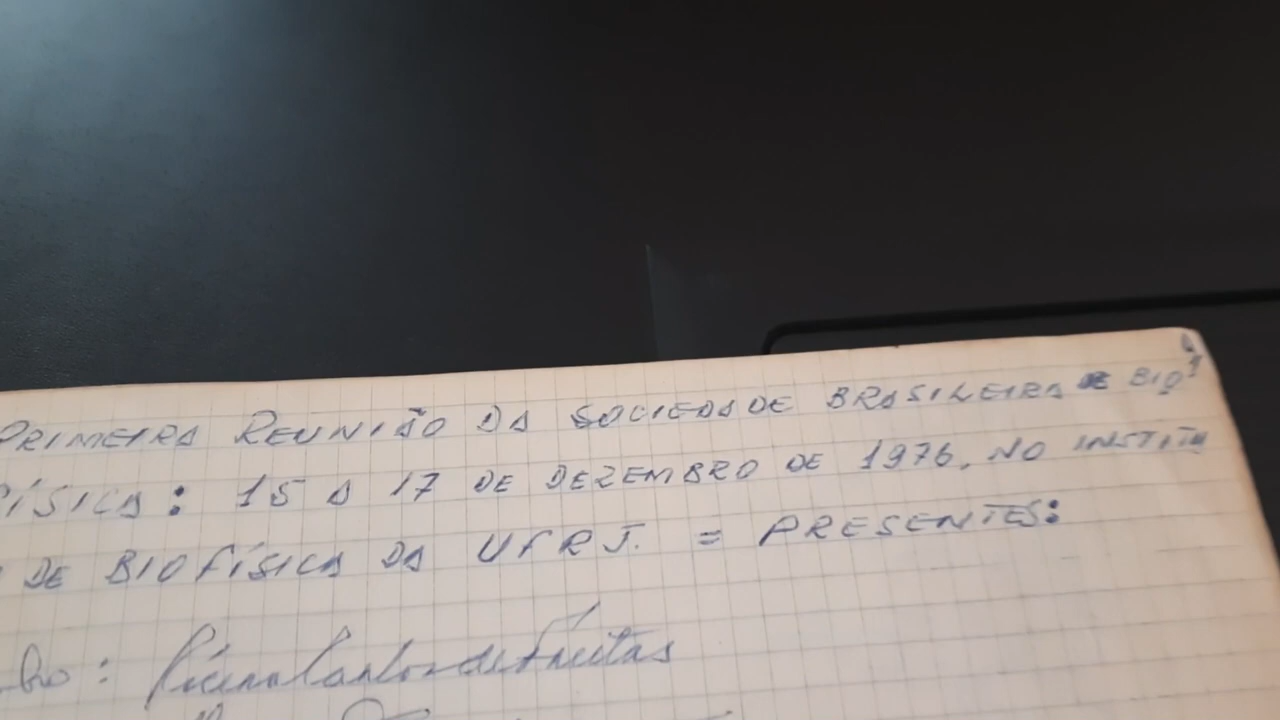 PRIMEIRA REUNIÃO DA SOCIEDADE BRASILEIRA DE BIO
FÍSICA: 15 A 17 DE DEZEMBRO DE 1976, NO INSTITU
DE BIOFÍSICA DA UFRJ. = PRESENTES: